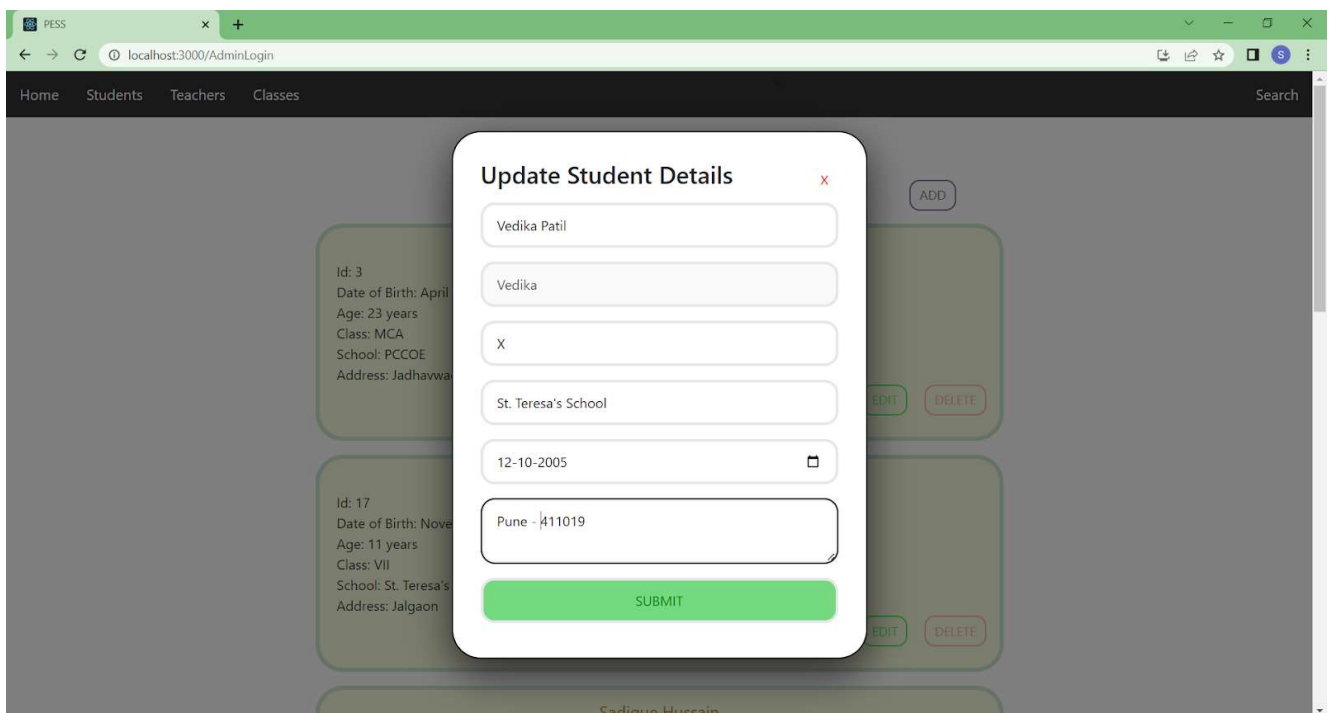 PESS
localhost:3000/AdminLogin
S
Home Students Teachers Classes Search
Update Student Details X
ADD
Vedika Patil
Vedika
X
St. Teresa's School
12-10-2005
Pune - 411019
SUBMIT
Id: 3
Date of Birth: April
Age: 23 years
Class: MCA
School: PCCOE
Address: Jadhavwa
EDIT DELETE
Id: 17
Date of Birth: Nove
Age: 11 years
Class: VII
School: St. Teresa's
Address: Jalgaon
EDIT DELETE
Sadique Hussain